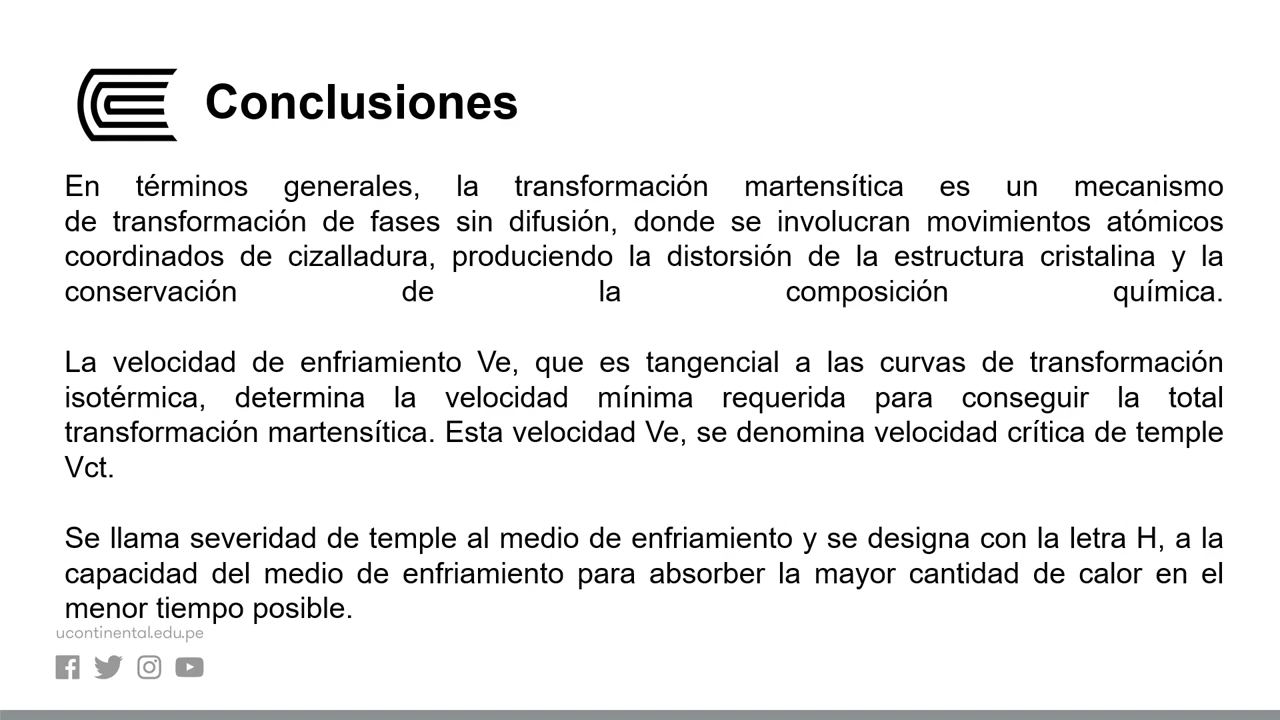 Conclusiones
En términos generales, la transformación martensítica es un mecanismo
de transformación de fases sin difusión, donde se involucran movimientos atómicos
coordinados de cizalladura, produciendo la distorsión de la estructura cristalina y la
conservación de la composición química.
La velocidad de enfriamiento Ve, que es tangencial a las curvas de transformación
isotérmica, determina la velocidad mínima requerida para conseguir la total
transformación martensítica. Esta velocidad Ve, se denomina velocidad crítica de temple
Vct.
Se llama severidad de temple al medio de enfriamiento y se designa con la letra H, a la
capacidad del medio de enfriamiento para absorber la mayor cantidad de calor en el
menor tiempo posible.
ucontinental.edu.pe